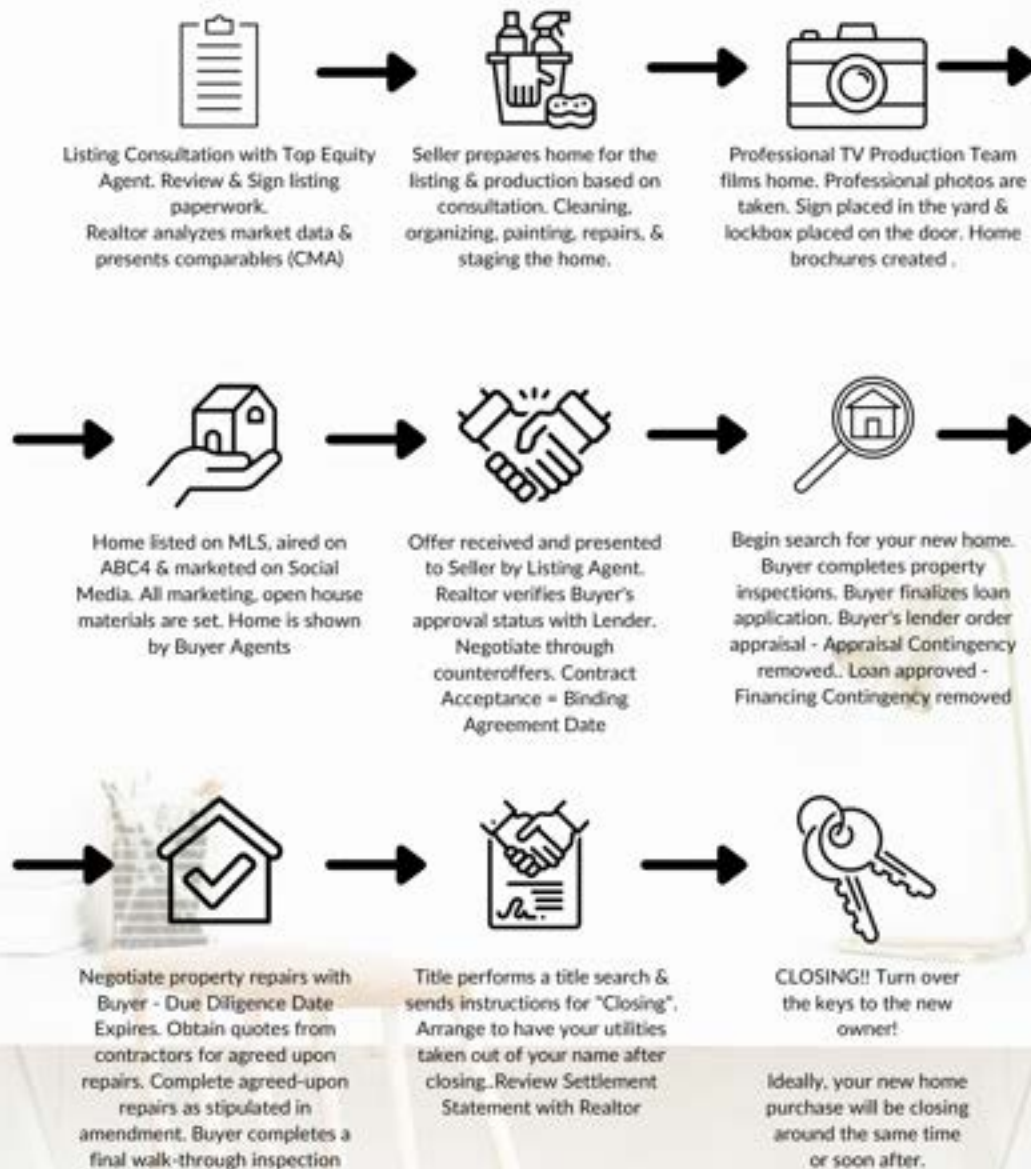 Listing Consultation with Top Equity
Agent. Review & Sign listing
paperwork.
Realtor analyzes market data &
presents comparables (CMA)
Seller prepares home for the
listing & production based on
consultation. Cleaning,
organizing, painting, repairs, &
staging the home.
Professional TV Production Team
films home. Professional photos are
taken. Sign placed in the yard &
lockbox placed on the door. Home
brochures created .
Home listed on MLS, aired on
ABC4 & marketed on Social
Media. All marketing, open house
materials are set. Home is shown
by Buyer Agents
Offer received and presented
to Seller by Listing Agent.
Realtor verifies Buyer's
approval status with Lender.
Negotiate through
counteroffers. Contract
Acceptance = Binding
Agreement Date
Begin search for your new home.
Buyer completes property
inspections. Buyer finalizes loan
application. Buyer's lender order
appraisal - Appraisal Contingency
removed.. Loan approved -
Financing Contingency removed
Negotiate property repairs with
Buyer - Due Diligence Date
Expires. Obtain quotes from
contractors for agreed upon
repairs. Complete agreed-upon
repairs as stipulated in
amendment. Buyer completes a
final walk-through inspection
Title performs a title search &
sends instructions for "Closing".
Arrange to have your utilities
taken out of your name after
closing..Review Settlement
Statement with Realtor
CLOSING!! Turn over
the keys to the new
owner!
Ideally, your new home
purchase will be closing
around the same time
or soon after.